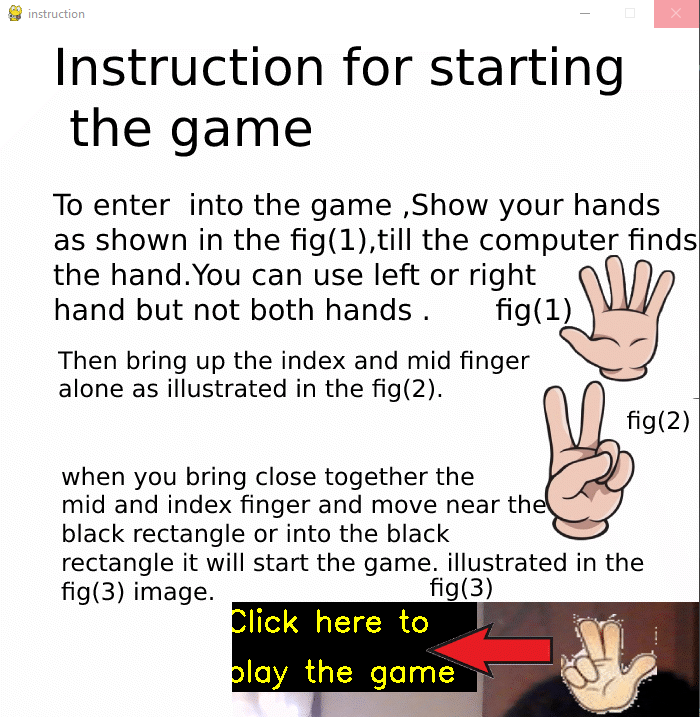 instruction
Instruction for starting
the game
To enter  into the game ,Show your hands
as shown in the fig(1),till the computer finds
the hand.You can use left or right
hand but not both hands .
fig(1)
Then bring up the index and mid finger
alone as illustrated in the fig(2).
fig(2)
when you bring close together the
mid and index finger and move near the
black rectangle or into the black
rectangle it will start the game. illustrated in the
fig(3) image.
fig(3)
Click here to
play the game